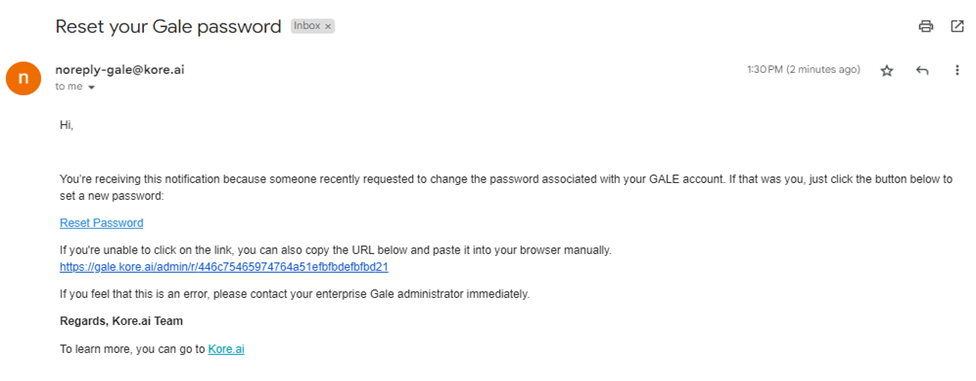 Reset your Gale password Inbox ×
n
noreply-gale@kore.ai 1:30 PM (2 minutes ago)
to me
Hi,
You're receiving this notification because someone recently requested to change the password associated with your GALE account. If that was you, just click the button below to
set a new password:
Reset Password
If you're unable to click on the link, you can also copy the URL below and paste it into your browser manually.
https://gale.kore.ai/admin/r/446c75465974764a51efbfbdefbfbd21
If you feel that this is an error, please contact your enterprise Gale administrator immediately.
Regards, Kore.ai Team
To learn more, you can go to Kore.ai